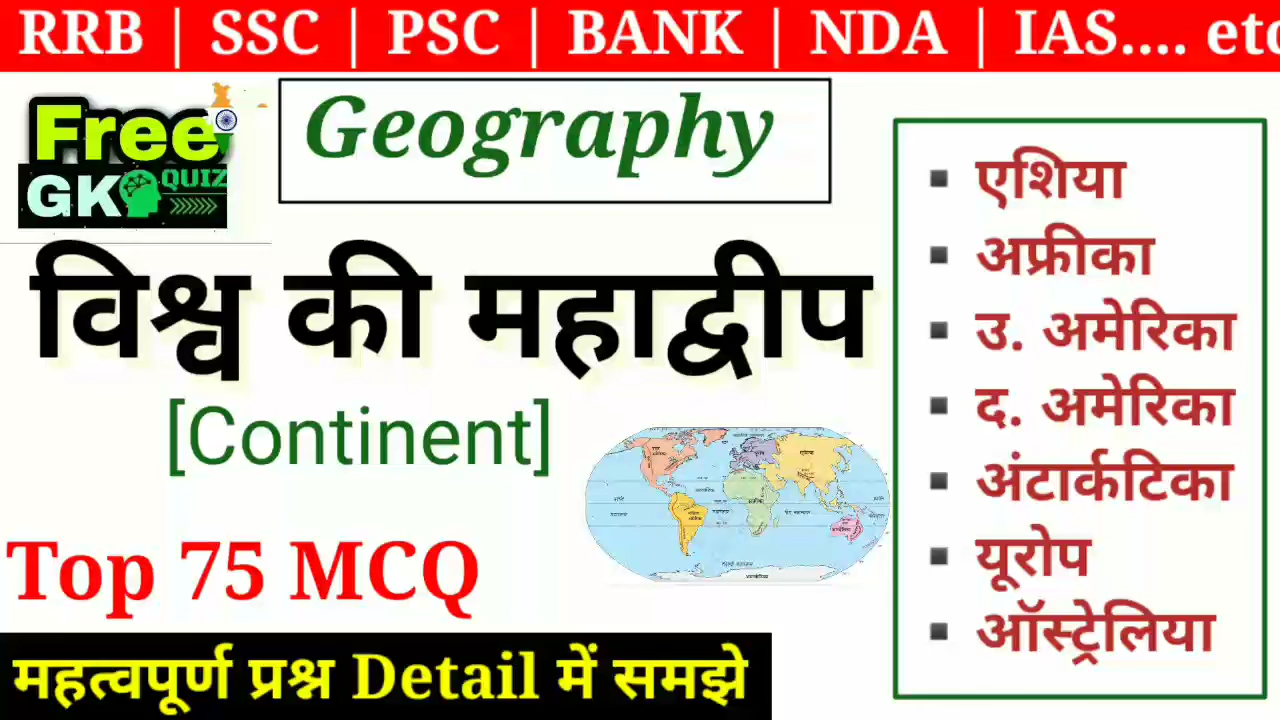 RRB | SSC | PSC | BANK | NDA | IAS.... etc
Free
GK QUIZ
Geography
विश्व की महाद्वीप
[Continent]
Top 75 MCQ
महत्वपूर्ण प्रश्न Detail में समझे
▪ एशिया
▪ अफ्रीका
▪ उ. अमेरिका
▪ द. अमेरिका
▪ अंटार्कटिका
▪ यूरोप
▪ ऑस्ट्रेलिया